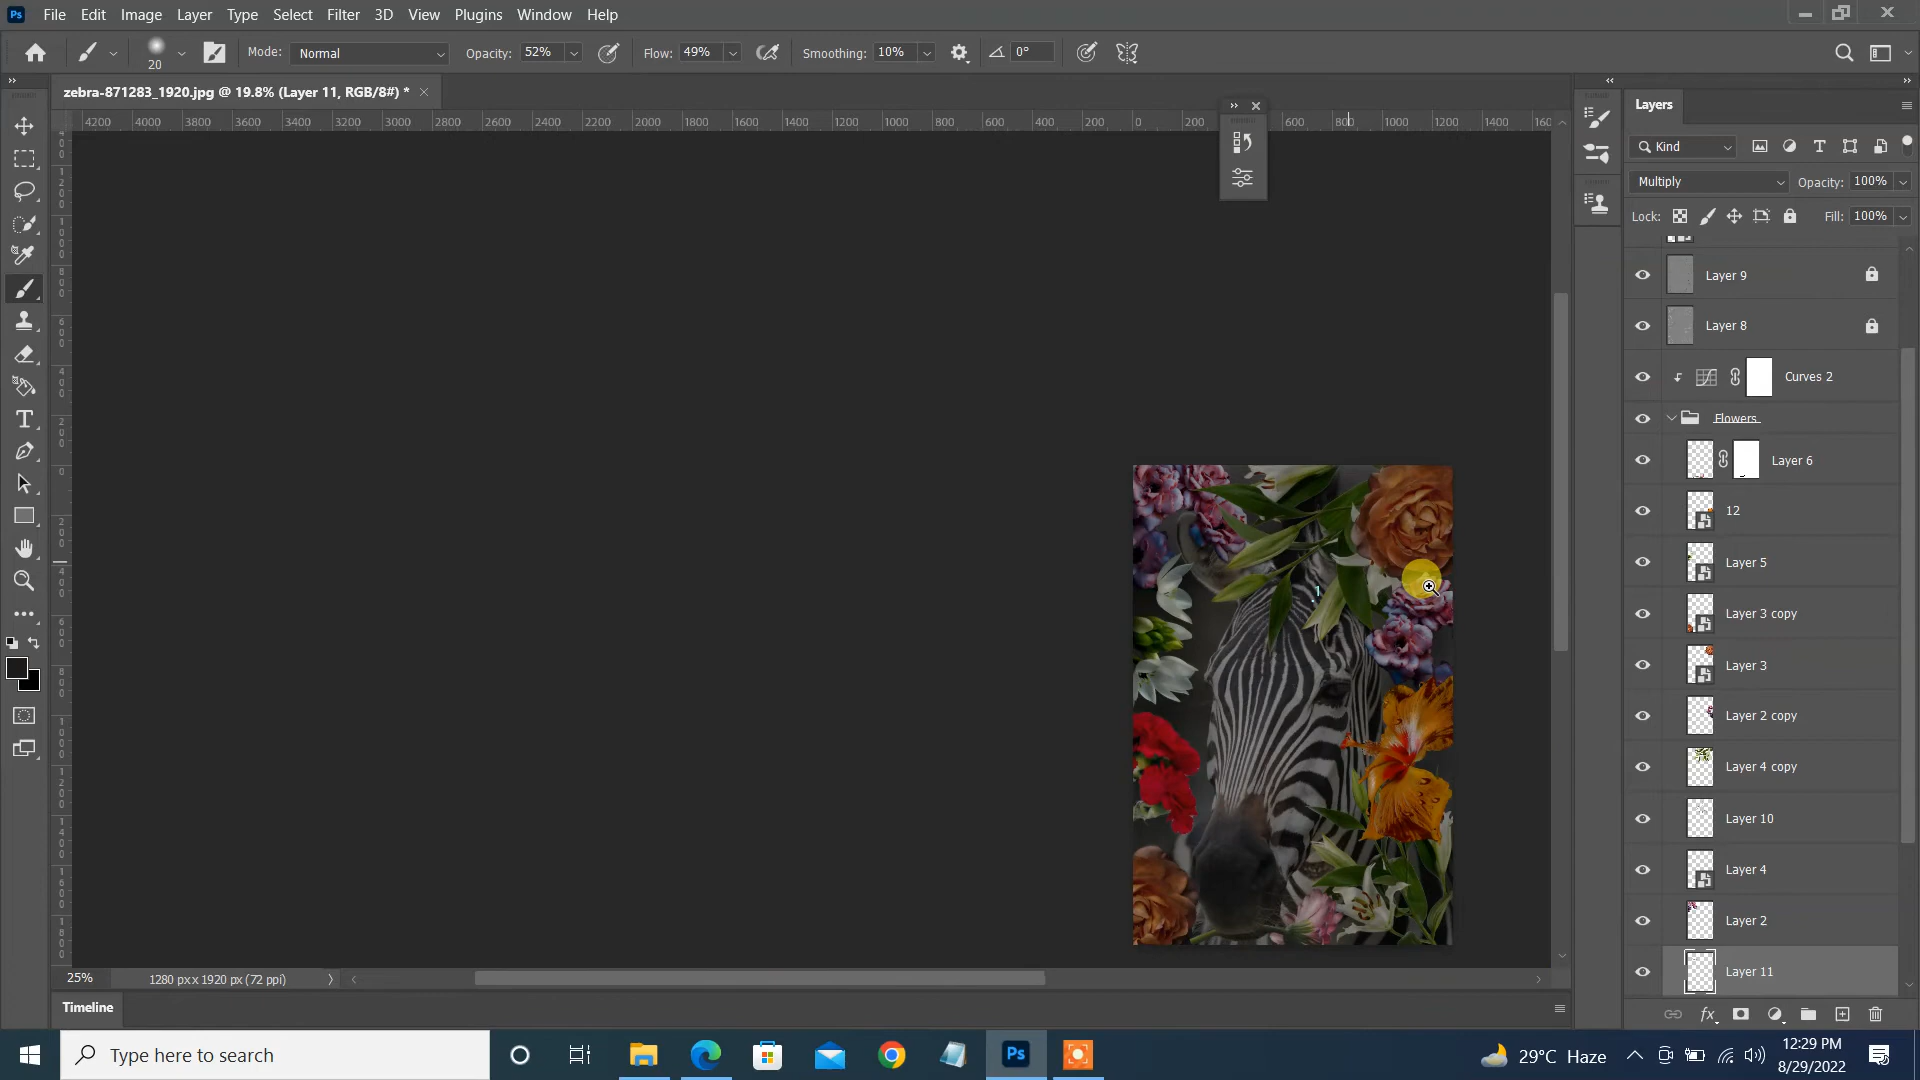 Ps File Edit Image Layer Type Select Filter 3D View Plugins Window Help
20 Mode: Normal Opacity: 52% Flow: 49% Smoothing: 10% 0°
zebra-871283_1920.jpg @ 19.8% (Layer 11, RGB/8#) *
4200 4000 3800 3600 3400 3200 3000 2800 2600 2400 2200 2000 1800 1600 1400 1200 1000 800 600 400 200 0 200 600 800 1000 1200 1400
Layers
Kind
Multiply Opacity: 100%
Lock: Fill: 100%
Layer 9
Layer 8
Curves 2
Flowers
Layer 6
12
Layer 5
Layer 3 copy
Layer 3
Layer 2 copy
Layer 4 copy
Layer 10
Layer 4
Layer 2
Layer 11
25% 1280 px x 1920 px (72 ppi)
Timeline
Type here to search
Ps
29°C Haze
12:29 PM
8/29/2022